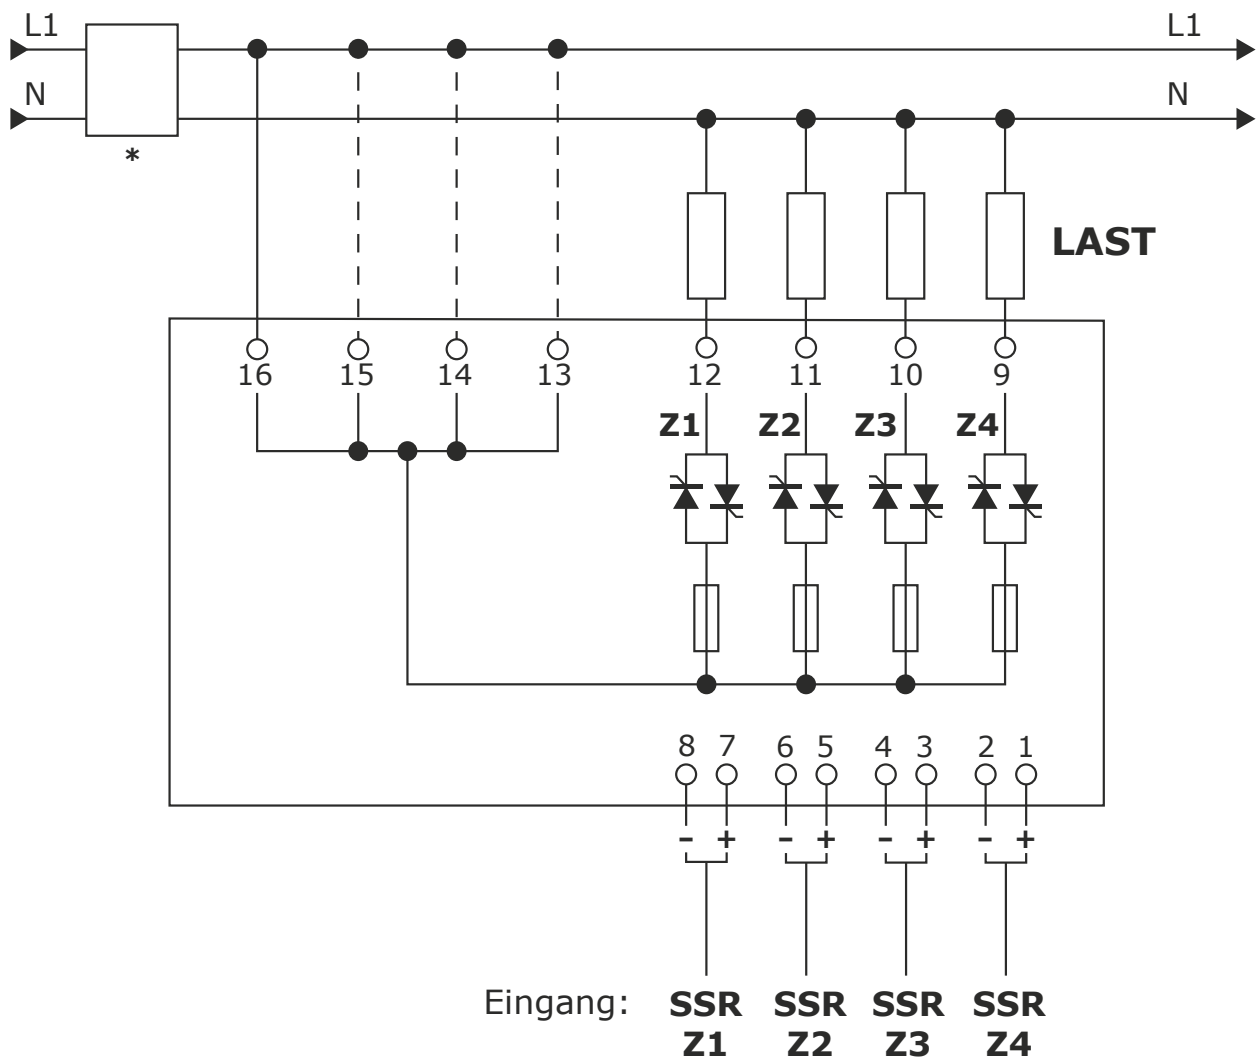 L1 L1
N N
*
LAST
16 15 14 13 12 11 10 9
Z1 Z2 Z3 Z4
8 7 6 5 4 3 2 1
- + - + - + - +
Eingang: SSR SSR SSR SSR
Z1 Z2 Z3 Z4